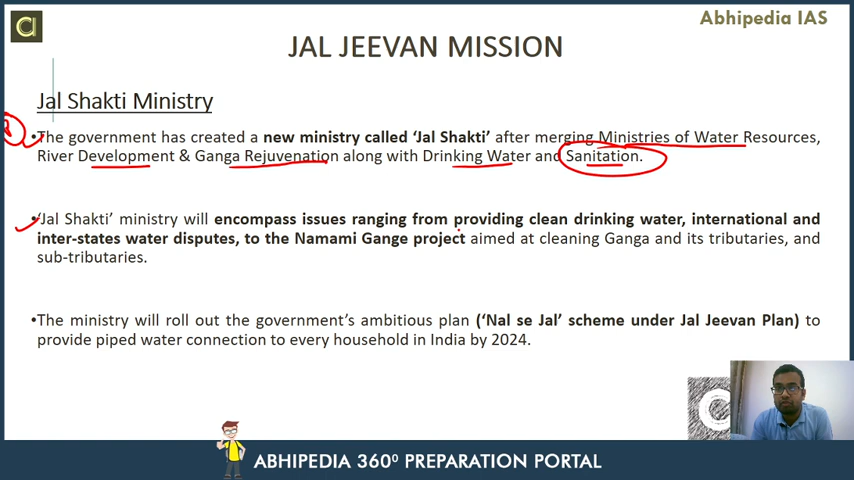 Abhipedia IAS
JAL JEEVAN MISSION
Jal Shakti Ministry
•The government has created a new ministry called ‘Jal Shakti’ after merging Ministries of Water Resources,
River Development & Ganga Rejuvenation along with Drinking Water and Sanitation.
•‘Jal Shakti’ ministry will encompass issues ranging from providing clean drinking water, international and
inter-states water disputes, to the Namami Gange project aimed at cleaning Ganga and its tributaries, and
sub-tributaries.
•The ministry will roll out the government’s ambitious plan (‘Nal se Jal’ scheme under Jal Jeevan Plan) to
provide piped water connection to every household in India by 2024.
ABHIPEDIA 360⁰ PREPARATION PORTAL